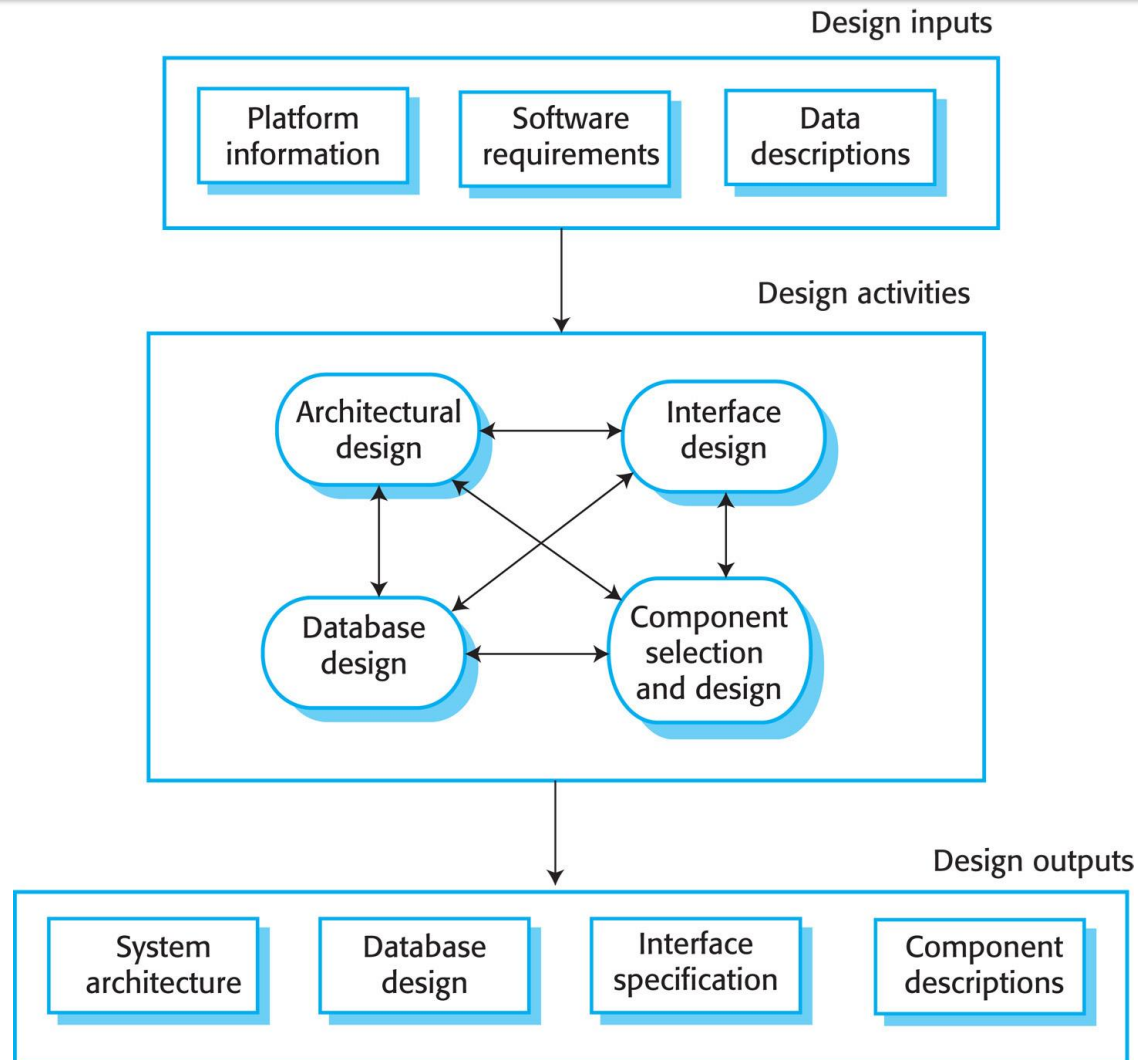 Design inputs
Platform
information
Software
requirements
Data
descriptions
Design activities
Architectural
design
Interface
design
Database
design
Component
selection
and design
Design outputs
System
architecture
Database
design
Interface
specification
Component
descriptions